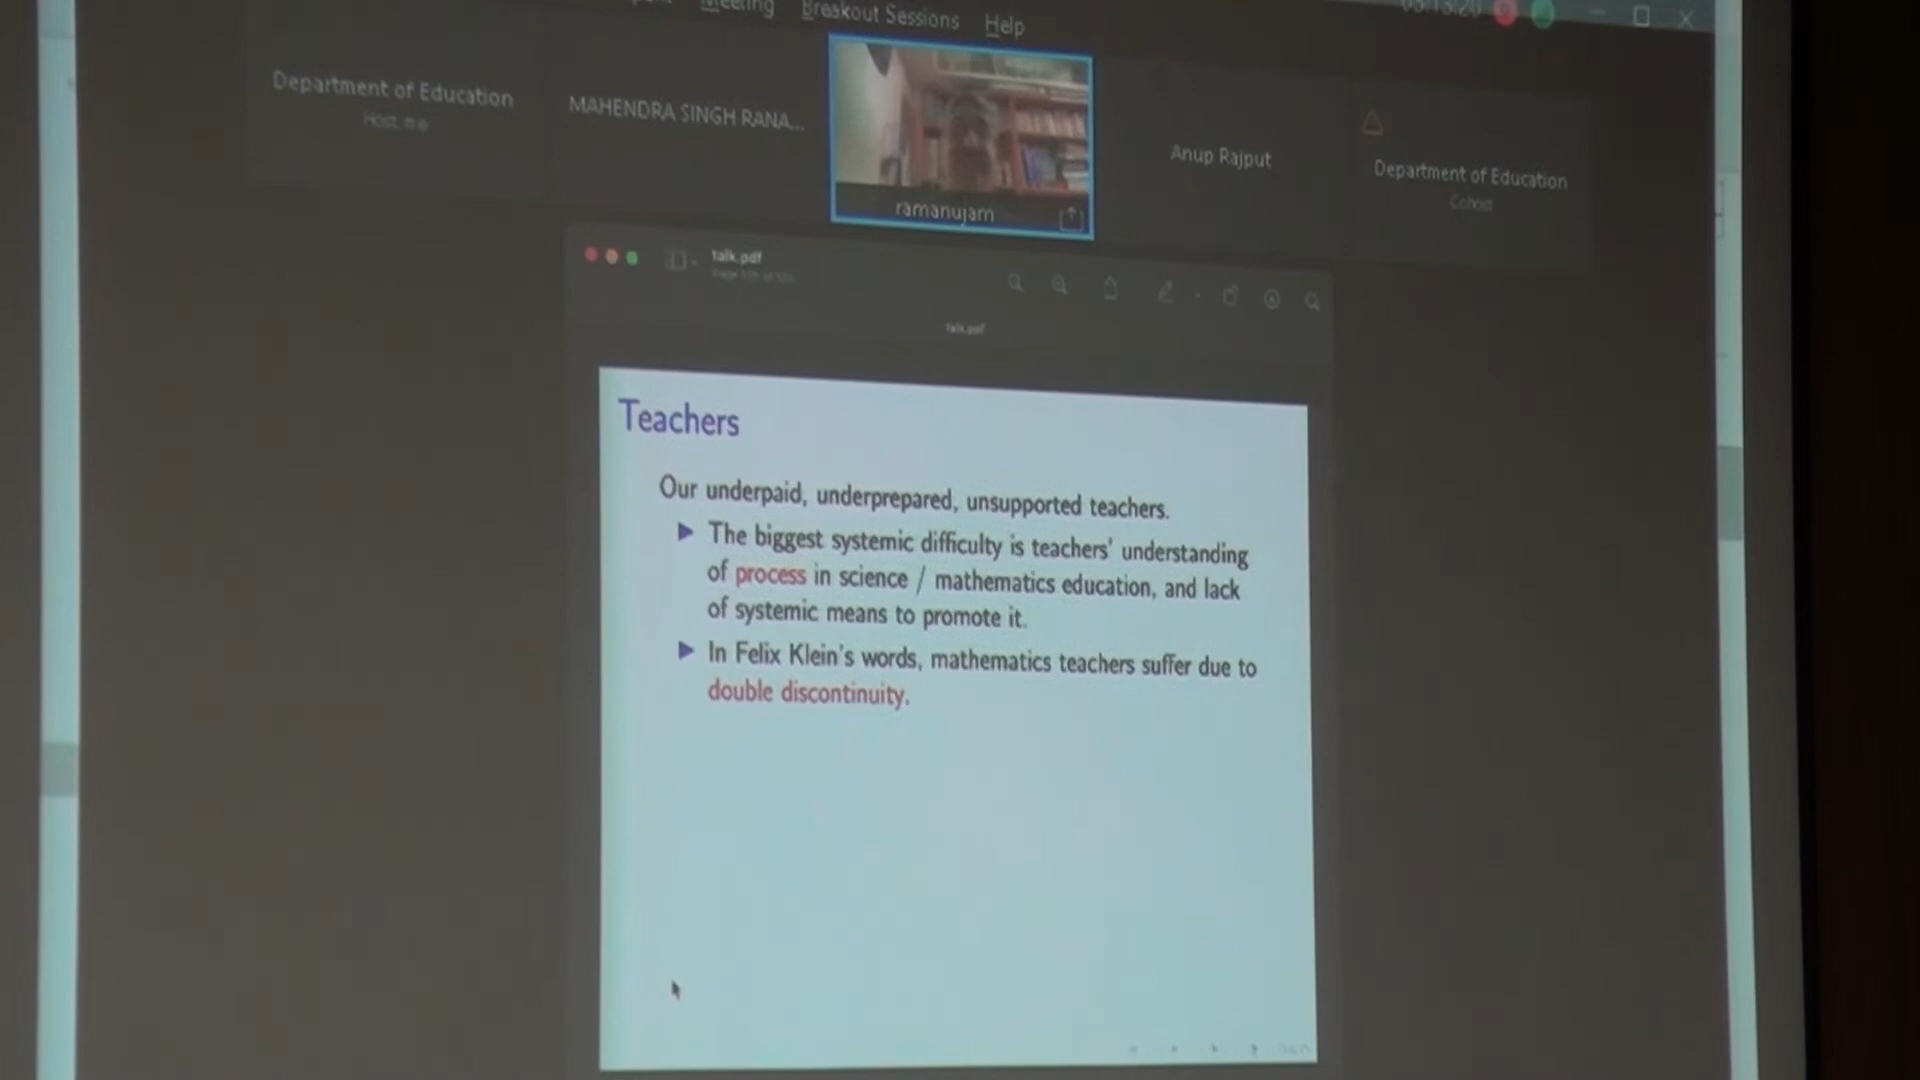 Meeting Breakout Sessions Help
Department of Education
Host, me
MAHENDRA SINGH RANA...
ramanujam
Anup Rajput
Department of Education
Cohost
talk.pdf
talk.pdf
Teachers
Our underpaid, underprepared, unsupported teachers.
▶ The biggest systemic difficulty is teachers' understanding
of process in science / mathematics education, and lack
of systemic means to promote it.
▶ In Felix Klein's words, mathematics teachers suffer due to
double discontinuity.